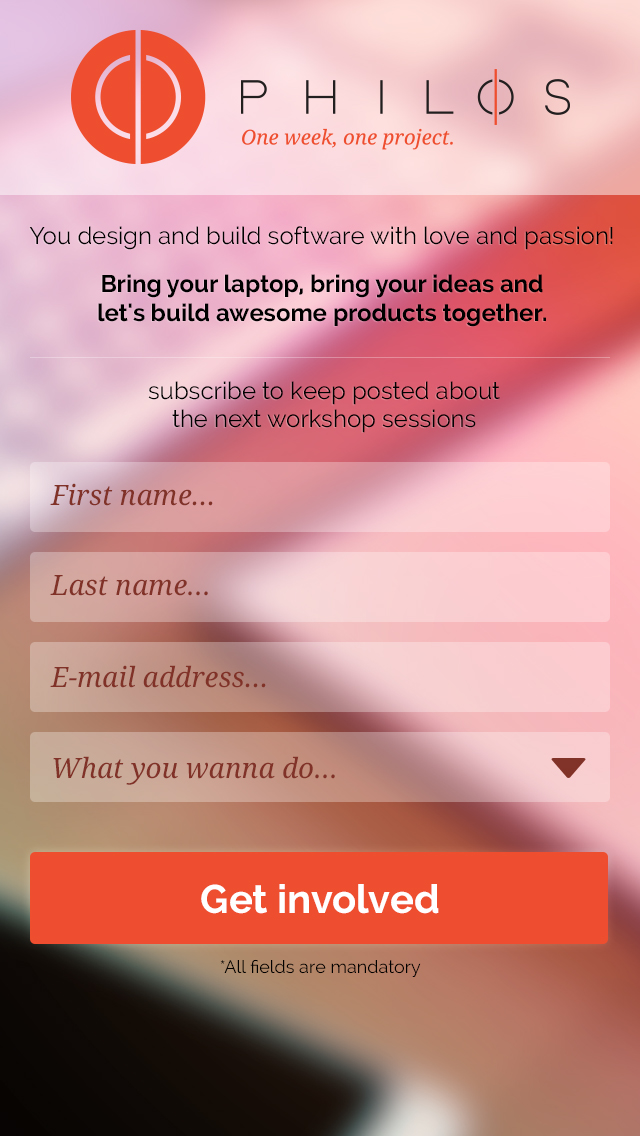 PHILOS
One week, one project.
You design and build software with love and passion!
Bring your laptop, bring your ideas and
let's build awesome products together.
subscribe to keep posted about
the next workshop sessions
First name...
Last name...
E-mail address...
What you wanna do...
Get involved
*All fields are mandatory